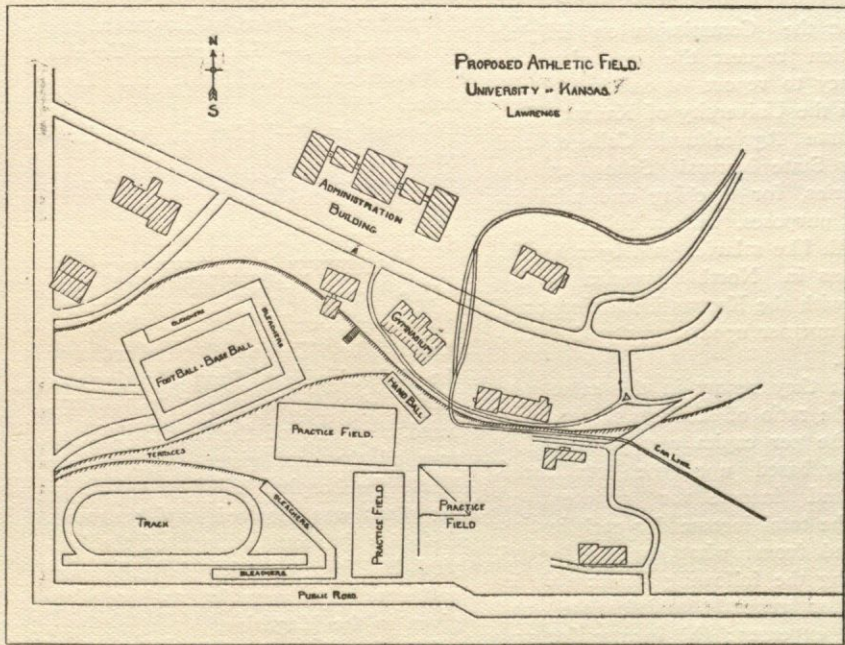 N
S
PROPOSED ATHLETIC FIELD.
UNIVERSITY OF KANSAS.
LAWRENCE
ADMINISTRATION
BUILDING
GYMNASIUM
BLEACHERS
BLEACHERS
FOOT BALL - BASE BALL
HAND BALL
PRACTICE FIELD.
TERRACES
CAR LINE
TRACK
BLEACHERS
PRACTICE FIELD
PRACTICE
FIELD
BLEACHERS
PUBLIC ROAD